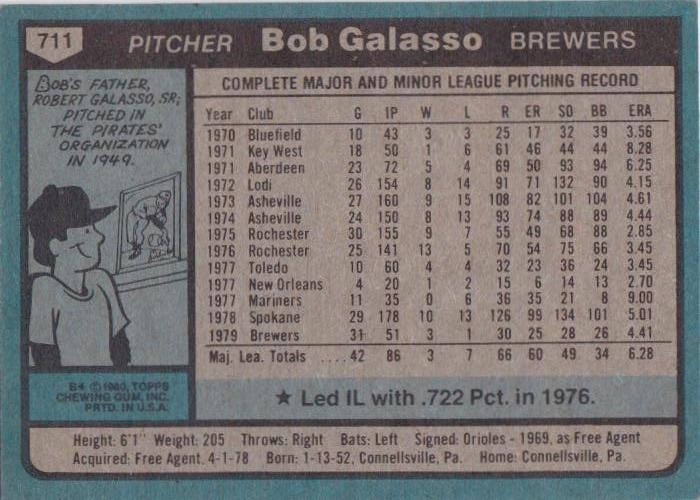 711 PITCHER Bob Galasso BREWERS
BOB'S FATHER,
ROBERT GALASSO, SR.,
PITCHED IN
THE PIRATES'
ORGANIZATION
IN 1949.
COMPLETE MAJOR AND MINOR LEAGUE PITCHING RECORD
Year Club G IP W L R ER SO BB ERA
1970 Bluefield 10 43 3 3 25 17 32 39 3.56
1971 Key West 18 50 1 6 61 46 44 44 8.28
1971 Aberdeen 23 72 5 4 69 50 93 94 6.25
1972 Lodi 26 154 8 14 91 71 132 90 4.15
1973 Asheville 27 160 9 15 108 82 101 104 4.61
1974 Asheville 24 150 8 13 93 74 88 89 4.44
1975 Rochester 30 155 9 7 55 49 68 88 2.85
1976 Rochester 25 141 13 5 70 54 75 66 3.45
1977 Toledo 10 60 4 4 32 23 36 24 3.45
1977 New Orleans 4 20 1 2 15 6 14 13 2.70
1977 Mariners 11 35 0 6 36 35 21 8 9.00
1978 Spokane 29 178 10 13 126 99 134 101 5.01
1979 Brewers 31 51 3 1 30 25 28 26 4.41
Maj. Lea. Totals .... 42 86 3 7 66 60 49 34 6.28
★ Led IL with .722 Pct. in 1976.
B* © 1980, TOPPS
CHEWING GUM, INC.
PRTD. IN U.S.A.
Height: 6'1" Weight: 205 Throws: Right Bats: Left Signed: Orioles - 1969, as Free Agent
Acquired: Free Agent, 4-1-78 Born: 1-13-52, Connellsville, Pa. Home: Connellsville, Pa.